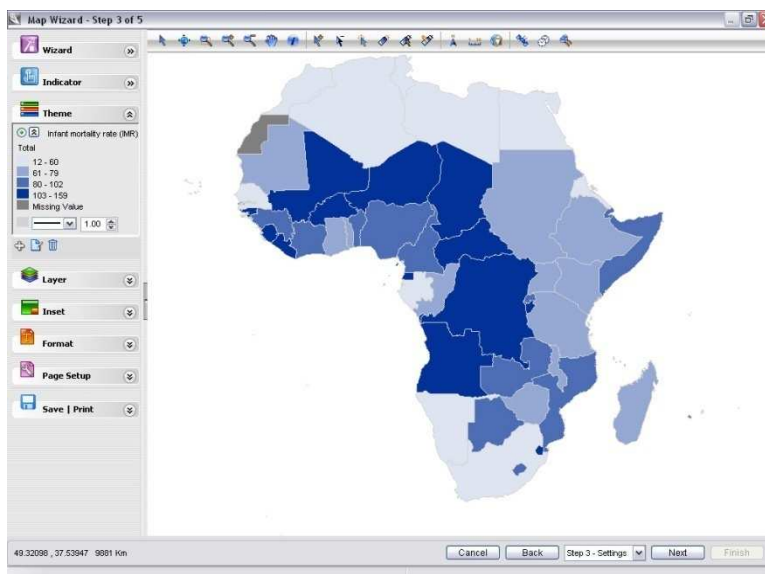 Map Wizard - Step 3 of 5
Wizard
Indicator
Theme
Infant mortality rate (IMR)
Total
12 - 60
61 - 79
80 - 102
103 - 159
Missing Value
1.00
Layer
Inset
Format
Page Setup
Save | Print
49.32098 , 37.53947 9881 Km
Cancel
Back
Step 3 - Settings
Next
Finish